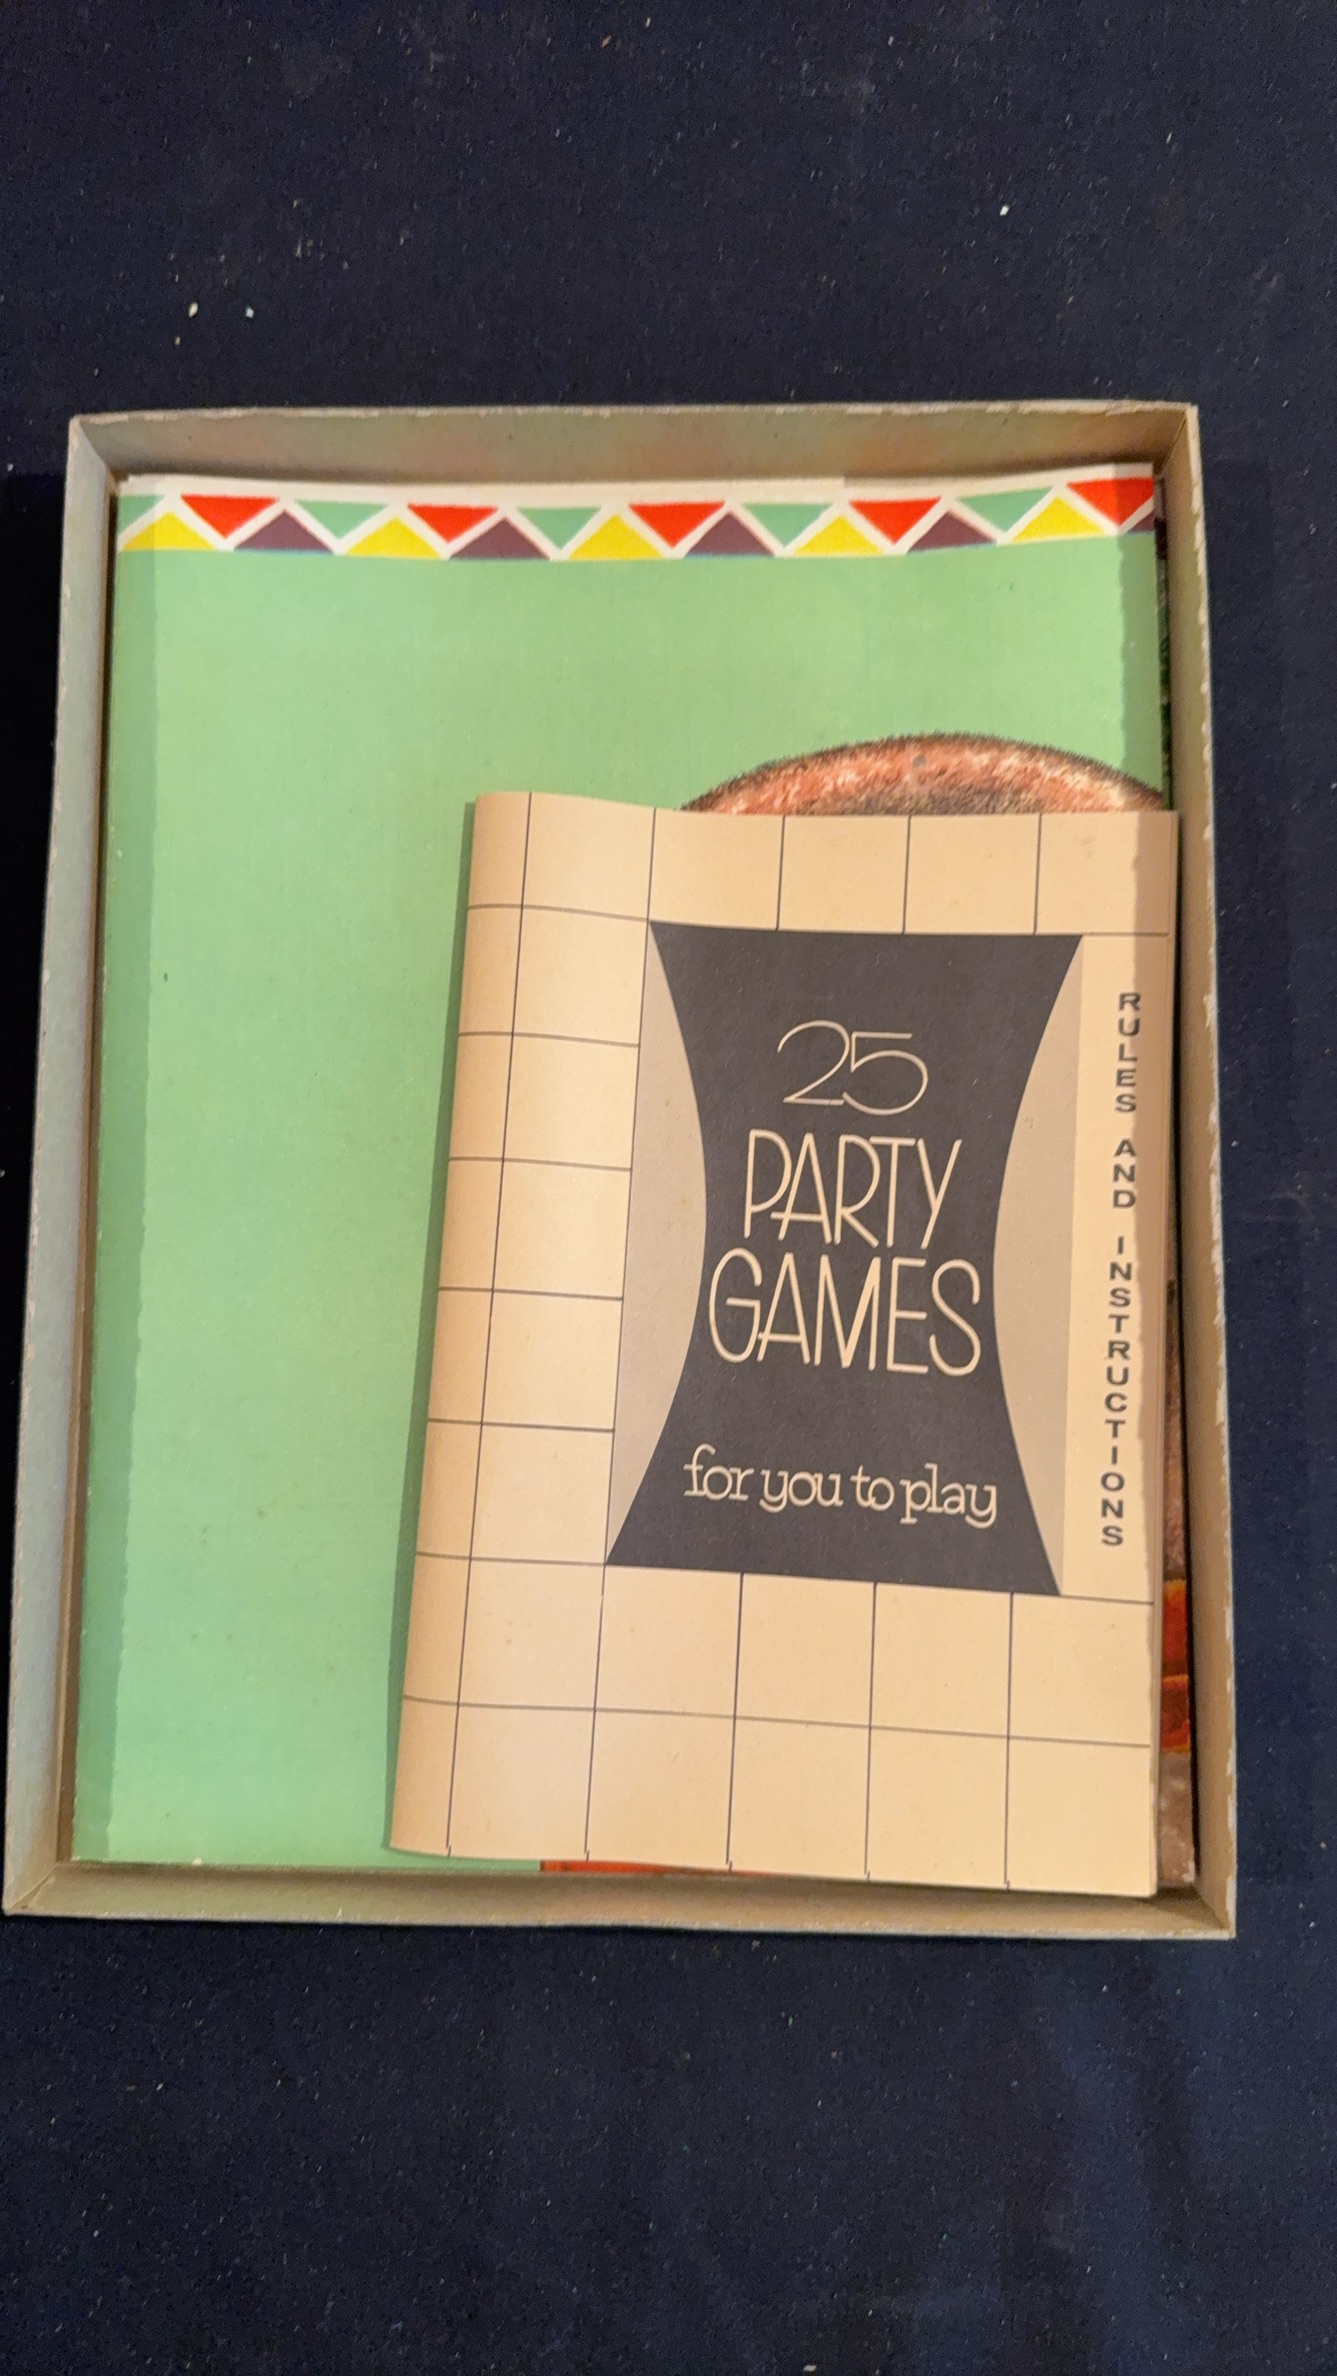 25
PARTY
GAMES
for you to play
RULES AND INSTRUCTIONS